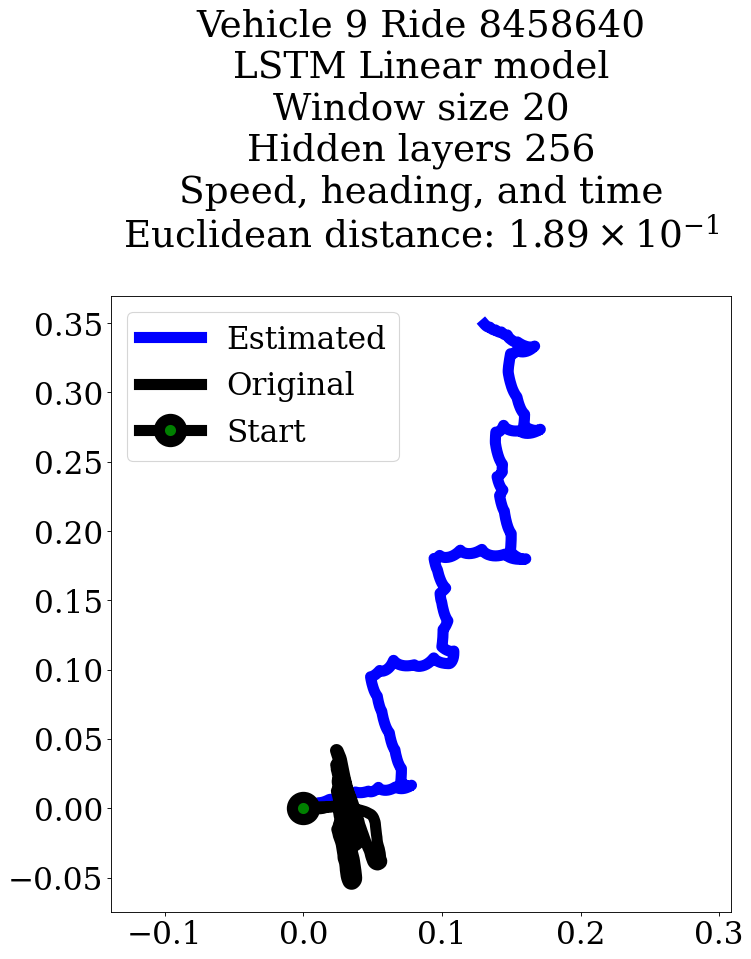 Vehicle 9 Ride 8458640
LSTM Linear model
Window size 20
Hidden layers 256
Speed, heading, and time
Euclidean distance: 1.89 × 10⁻¹
Estimated
Original
Start
0.35
0.30
0.25
0.20
0.15
0.10
0.05
0.00
−0.05
−0.1 0.0 0.1 0.2 0.3